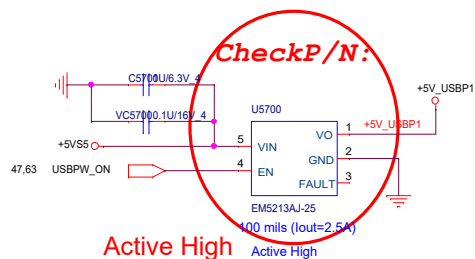 CheckP/N:
C5701U/6.3V_4
+5V_USBP1
VC57000.1U/16V_4
U5700
+5VS5
5
VIN
VO
1
+5V_USBP1
47,63
USBPW_ON
4
EN
GND
2
FAULT
3
EM5213AJ-25
100 mils (Iout=2.5A)
Active High
Active High